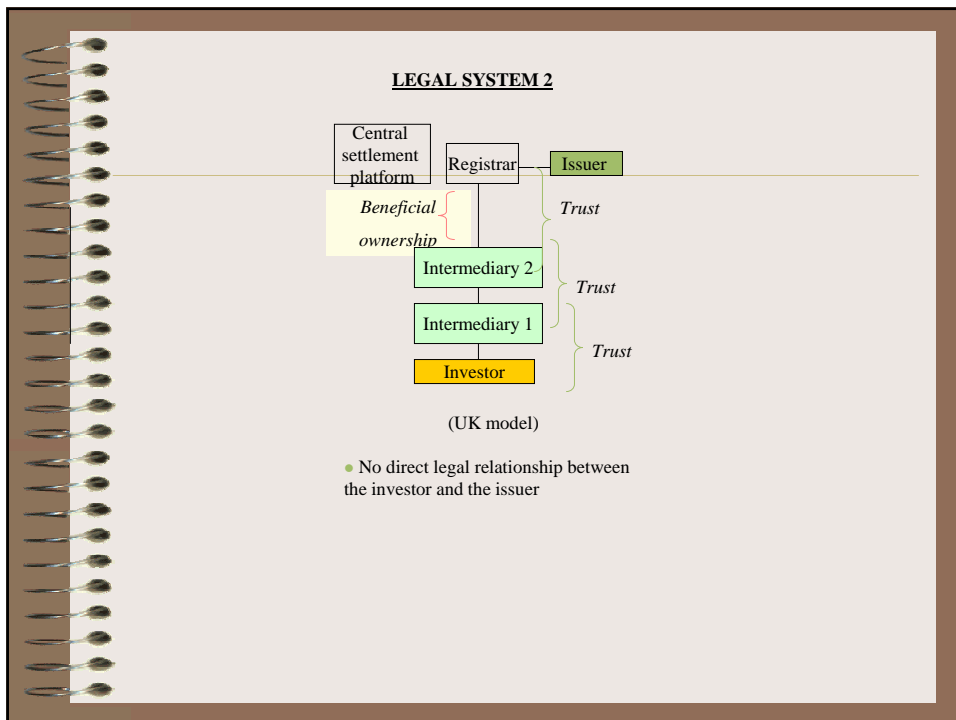 LEGAL SYSTEM 2
Central
settlement
platform
Registrar
Issuer
Beneficial
ownership
Trust
Intermediary 2
Trust
Intermediary 1
Trust
Investor
(UK model)
● No direct legal relationship between
the investor and the issuer